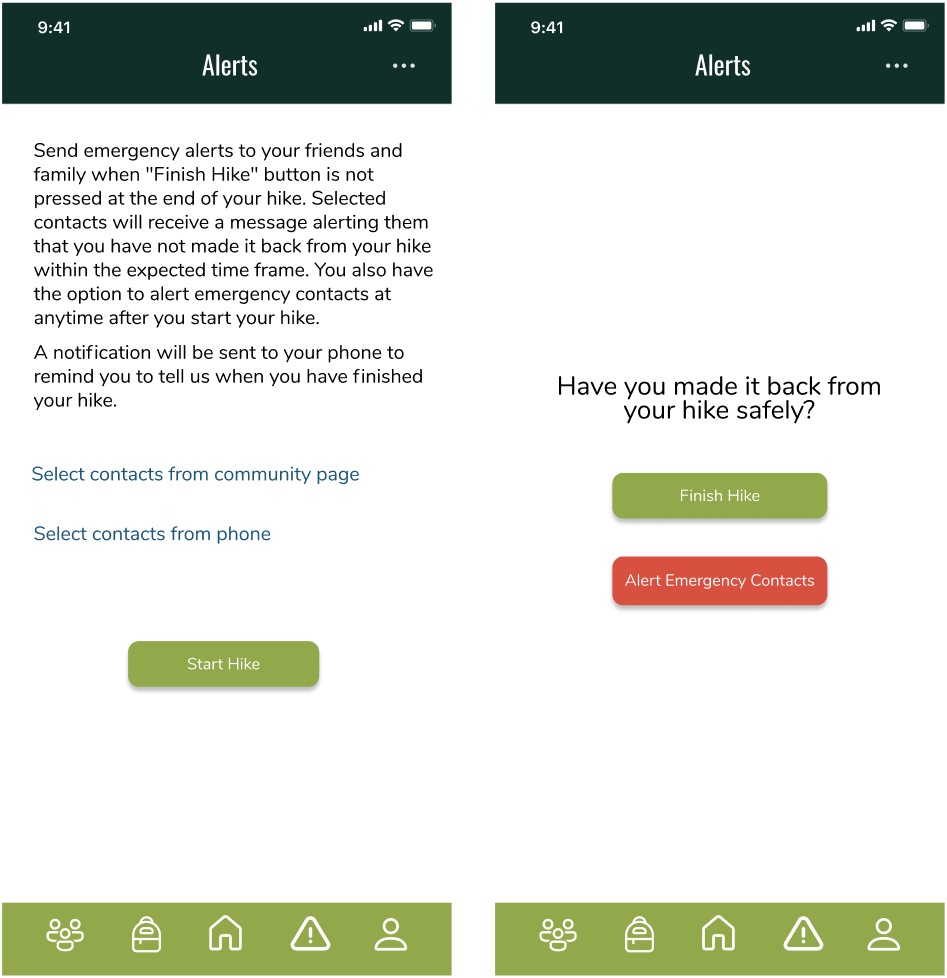 9:41
Alerts
Send emergency alerts to your friends and
family when "Finish Hike" button is not
pressed at the end of your hike. Selected
contacts will receive a message alerting them
that you have not made it back from your hike
within the expected time frame. You also have
the option to alert emergency contacts at
anytime after you start your hike.
A notification will be sent to your phone to
remind you to tell us when you have finished
your hike.
Select contacts from community page
Select contacts from phone
Start Hike
9:41
Alerts
Have you made it back from
your hike safely?
Finish Hike
Alert Emergency Contacts